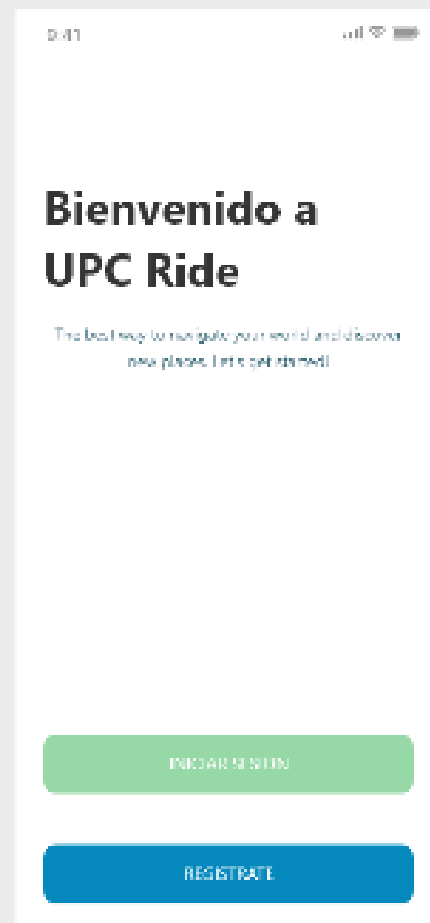 9:41
Bienvenido a
UPC Ride
The best way to navigate your world and discover
new places. Let's get started!
INICIAR SESION
REGISTRATE